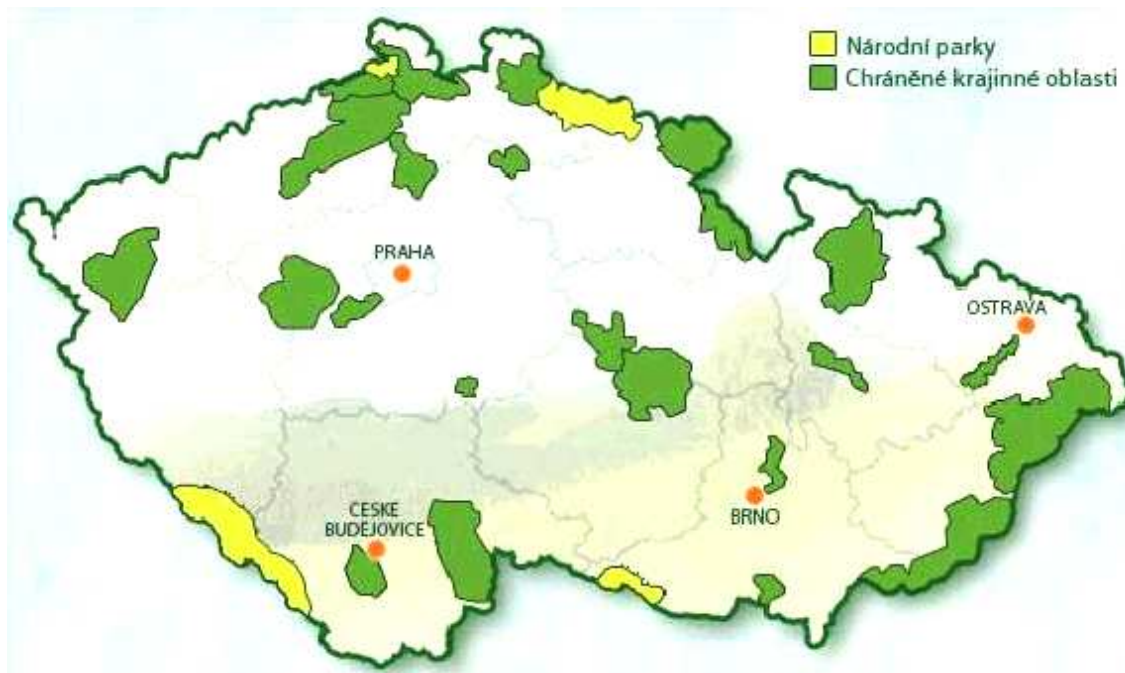 Národní parky
Chráněné krajinné oblasti
PRAHA
OSTRAVA
CESKE
BUDEJOVICE
BRNO